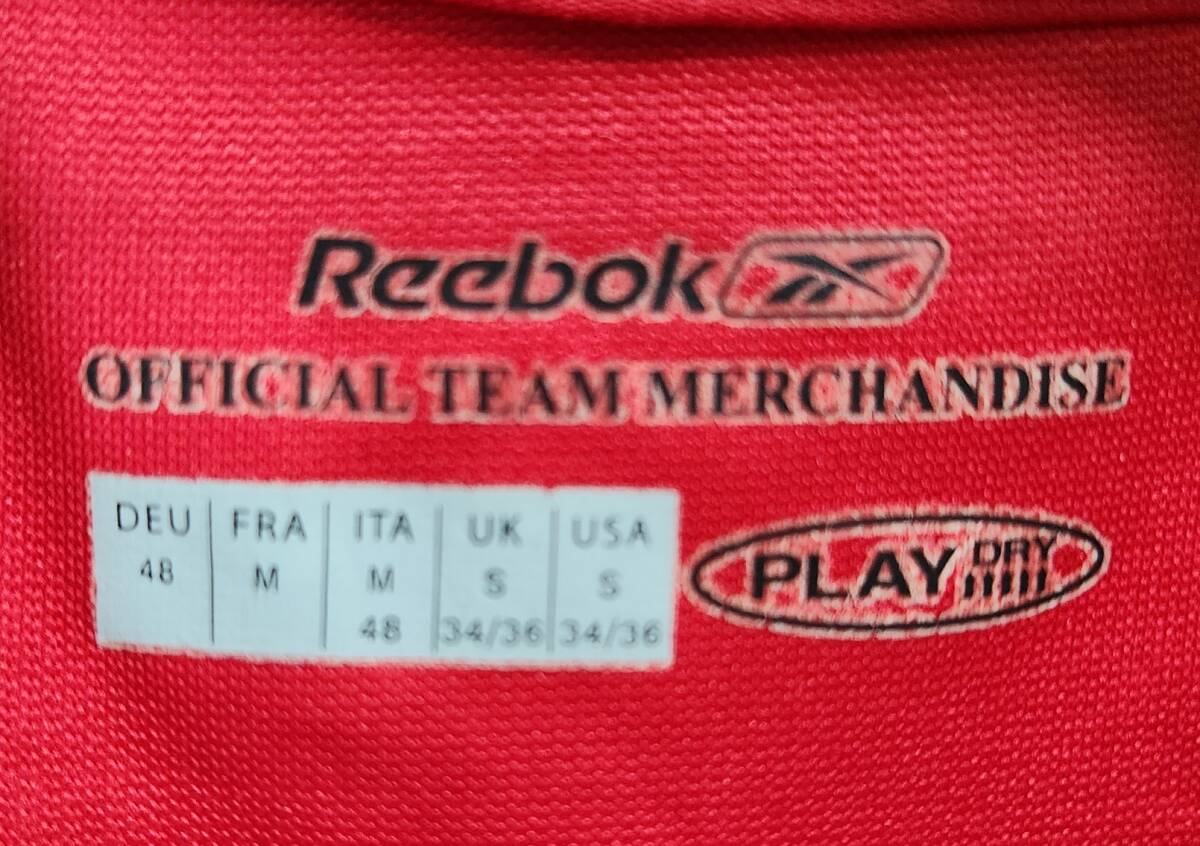 Reebok
OFFICIAL TEAM MERCHANDISE
DEU FRA ITA UK USA
48 M M S S
48 34/36 34/36
PLAY DRY